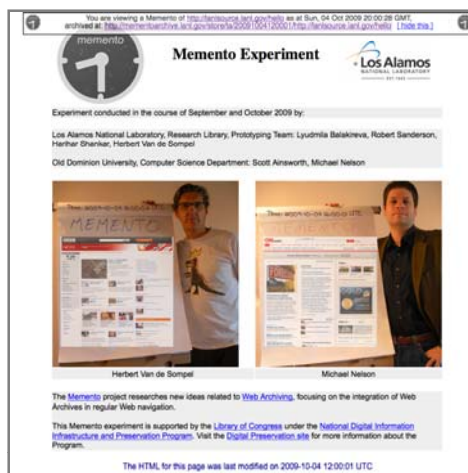 You are viewing a Memento of http://lanlsource.lanl.gov/hello as at Sun, 04 Oct 2009 20:00:28 GMT,
archived at: http://mementoarchive.lanl.gov/store/ta/20091004120001/http://lanlsource.lanl.gov/hello [ hide this ]
memento
Memento Experiment
Los Alamos
NATIONAL LABORATORY
EST. 1943
Experiment conducted in the course of September and October 2009 by:
Los Alamos National Laboratory, Research Library, Prototyping Team: Lyudmila Balakireva, Robert Sanderson,
Harihar Shankar, Herbert Van de Sompel
Old Dominion University, Computer Science Department: Scott Ainsworth, Michael Nelson
MEMENTO
MEMENTO
Herbert Van de Sompel
Michael Nelson
The Memento project researches new ideas related to Web Archiving, focusing on the integration of Web
Archives in regular Web navigation.
This Memento experiment is supported by the Library of Congress under the National Digital Information
Infrastructure and Preservation Program. Visit the Digital Preservation site for more information about the
Program.
The HTML for this page was last modified on 2009-10-04 12:00:01 UTC